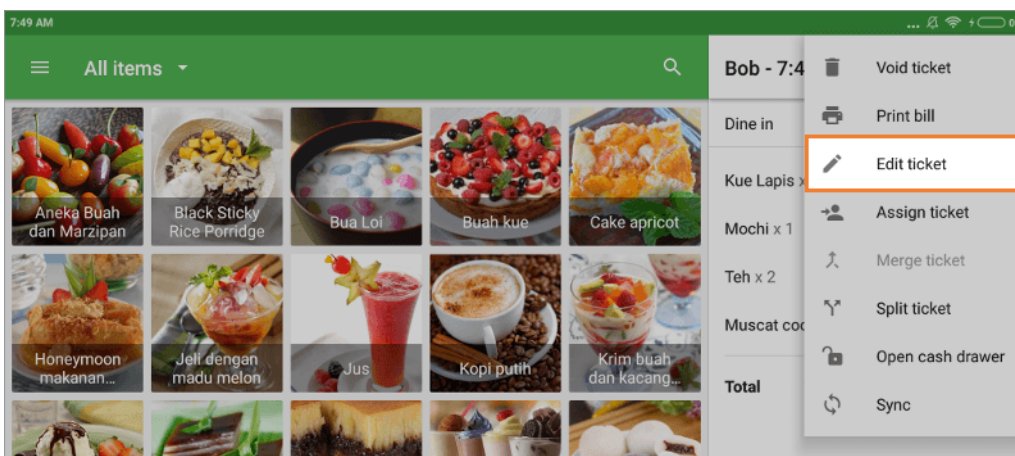 7:49 AM
All items
Bob - 7:4
Dine in
Kue Lapis x
Mochi x 1
Teh x 2
Muscat coo
Total
Void ticket
Print bill
Edit ticket
Assign ticket
Merge ticket
Split ticket
Open cash drawer
Sync
Aneka Buah
dan Marzipan
Black Sticky
Rice Porridge
Bua Loi
Buah kue
Cake apricot
Honeymoon
makanan...
Jeli dengan
madu melon
Jus
Kopi putih
Krim buah
dan kacang...